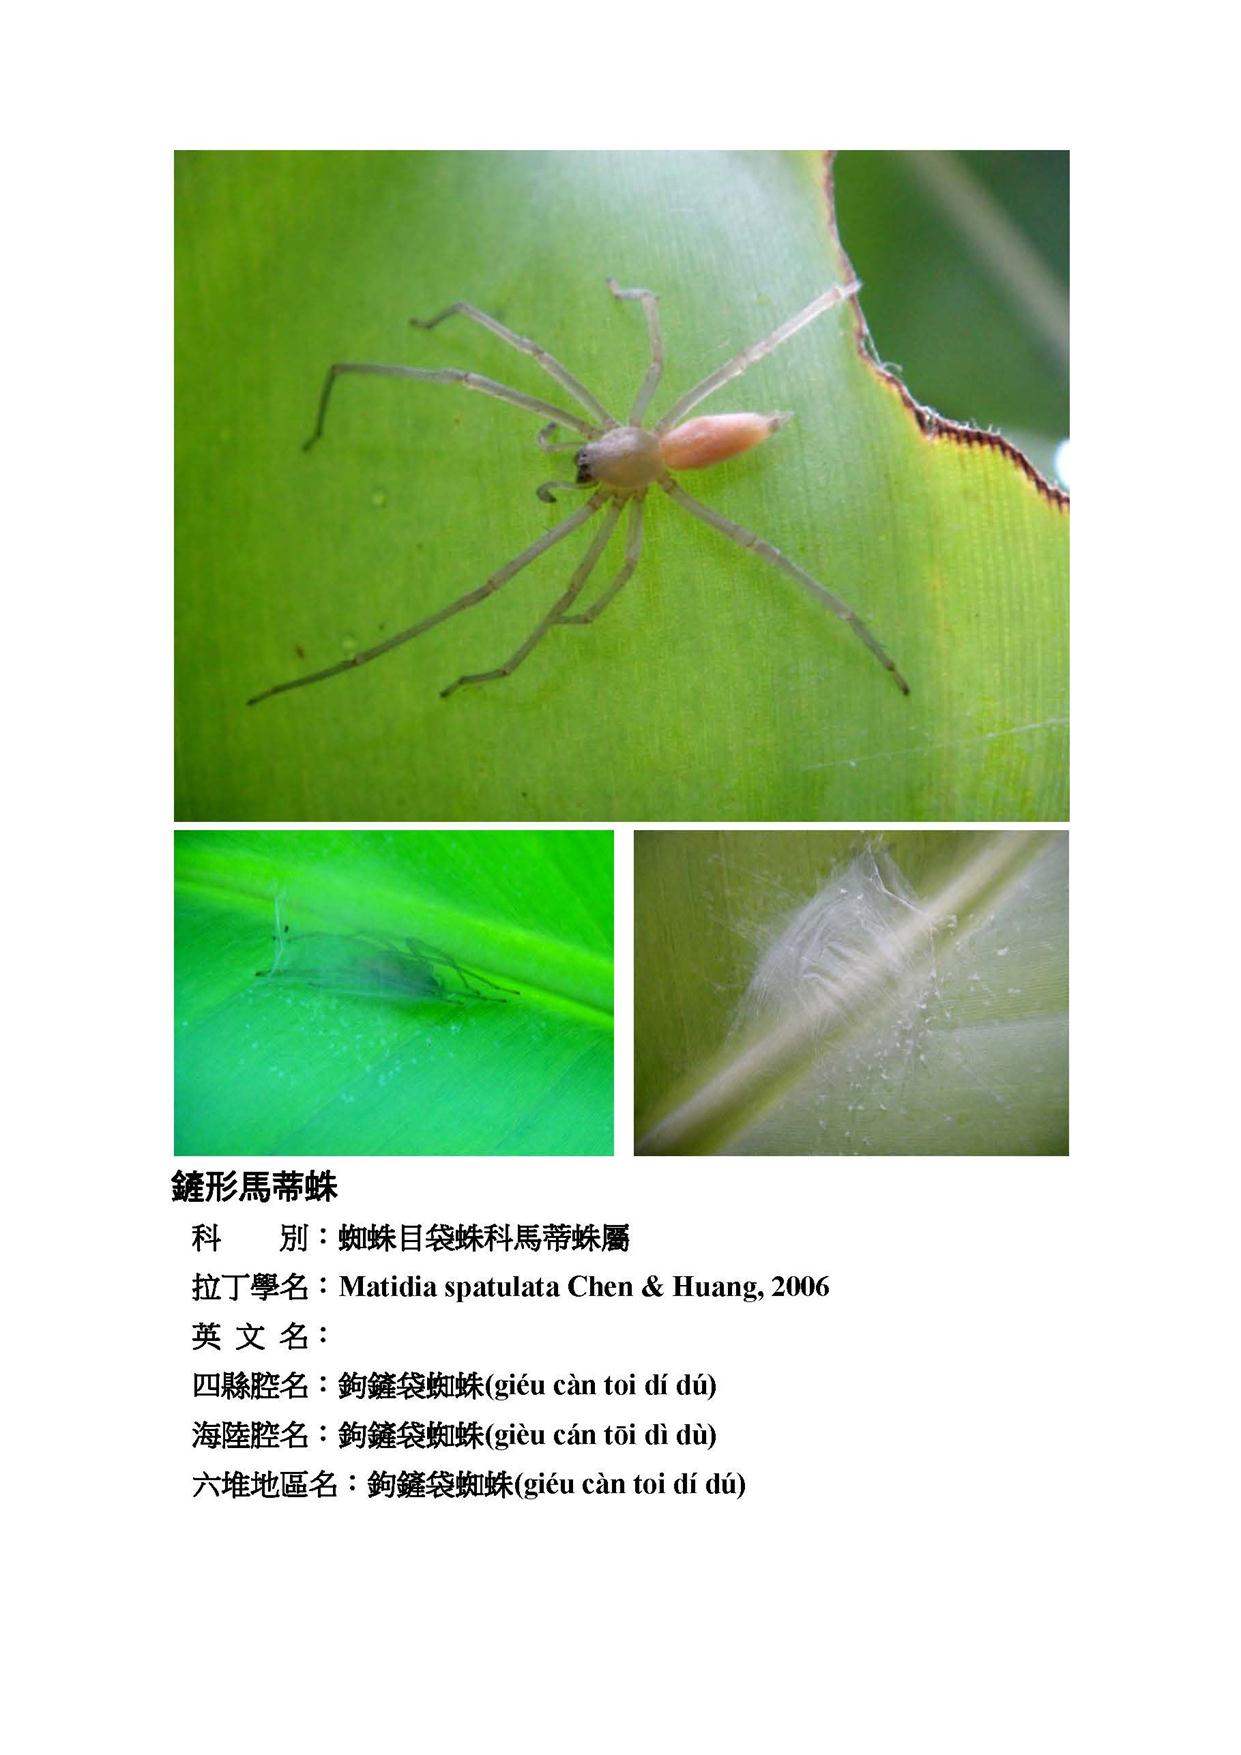 鏟形馬蒂蛛
科　　別：蜘蛛目袋蛛科馬蒂蛛屬
拉丁學名：Matidia spatulata Chen & Huang, 2006
英 文 名：
四縣腔名：鉤鏟袋蜘蛛(giéu càn toi dí dú)
海陸腔名：鉤鏟袋蜘蛛(gièu cán tōi dì dù)
六堆地區名：鉤鏟袋蜘蛛(giéu càn toi dí dú)